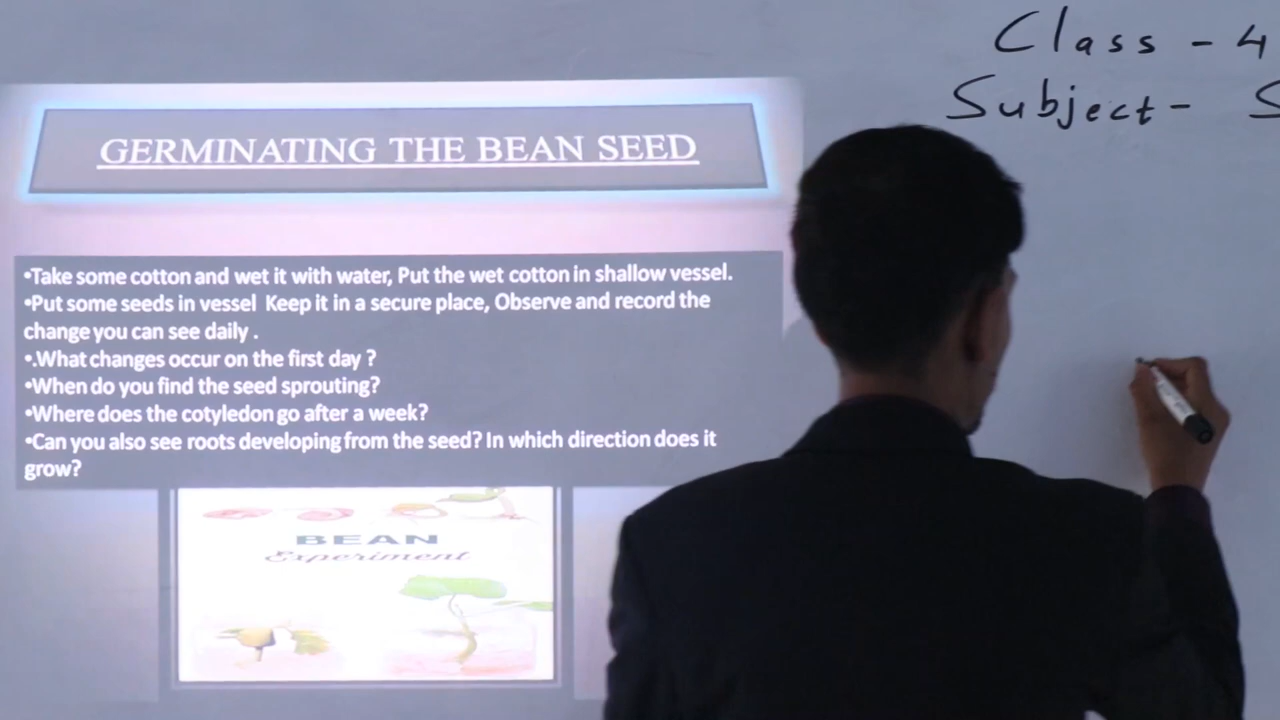 Class - 4
Subject - S
GERMINATING THE BEAN SEED
•Take some cotton and wet it with water, Put the wet cotton in shallow vessel.
•Put some seeds in vessel Keep it in a secure place, Observe and record the
change you can see daily .
•.What changes occur on the first day ?
•When do you find the seed sprouting?
•Where does the cotyledon go after a week?
•Can you also see roots developing from the seed? In which direction does it
grow?
BEAN
Experiment